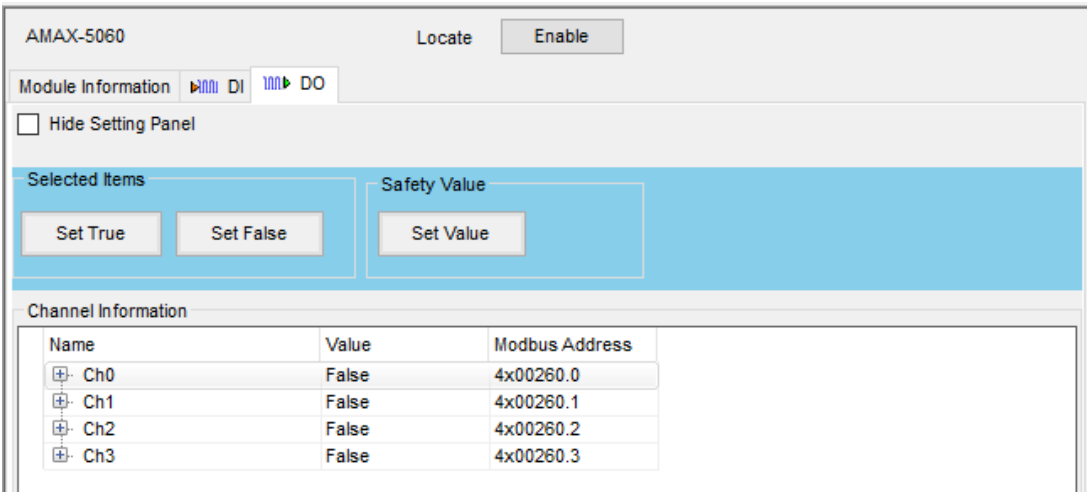 AMAX-5060 Locate Enable
Module Information DI DO
Hide Setting Panel
Selected Items Safety Value
Set True Set False Set Value
Channel Information
Name Value Modbus Address
Ch0 False 4x00260.0
Ch1 False 4x00260.1
Ch2 False 4x00260.2
Ch3 False 4x00260.3